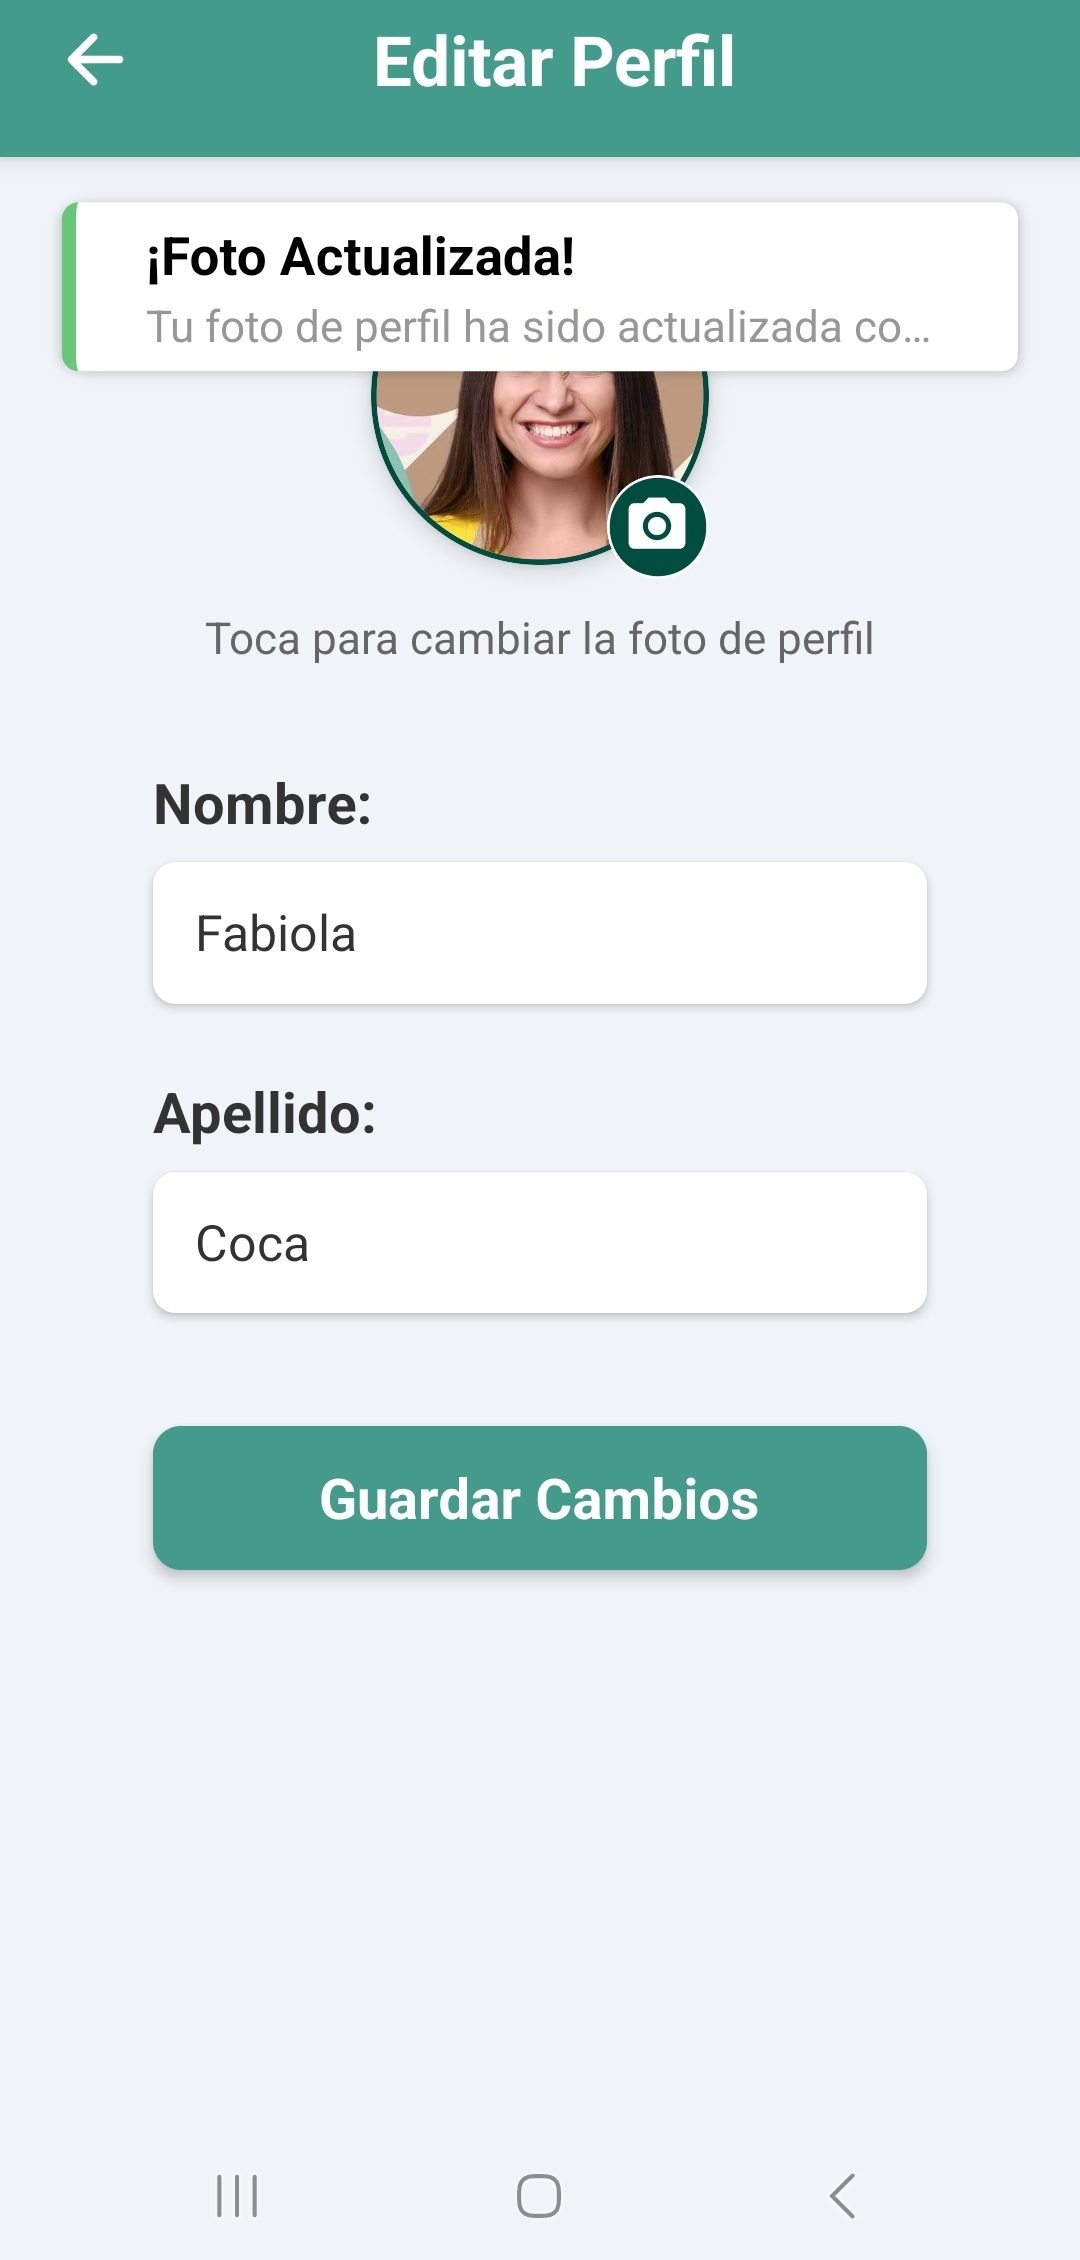 Editar Perfil
¡Foto Actualizada!
Tu foto de perfil ha sido actualizada co...
Toca para cambiar la foto de perfil
Nombre:
Fabiola
Apellido:
Coca
Guardar Cambios